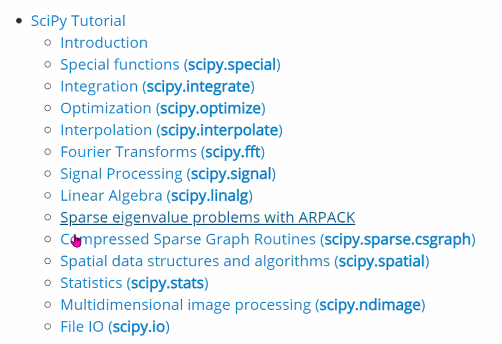 SciPy Tutorial
Introduction
Special functions (scipy.special)
Integration (scipy.integrate)
Optimization (scipy.optimize)
Interpolation (scipy.interpolate)
Fourier Transforms (scipy.fft)
Signal Processing (scipy.signal)
Linear Algebra (scipy.linalg)
Sparse eigenvalue problems with ARPACK
Compressed Sparse Graph Routines (scipy.sparse.csgraph)
Spatial data structures and algorithms (scipy.spatial)
Statistics (scipy.stats)
Multidimensional image processing (scipy.ndimage)
File IO (scipy.io)